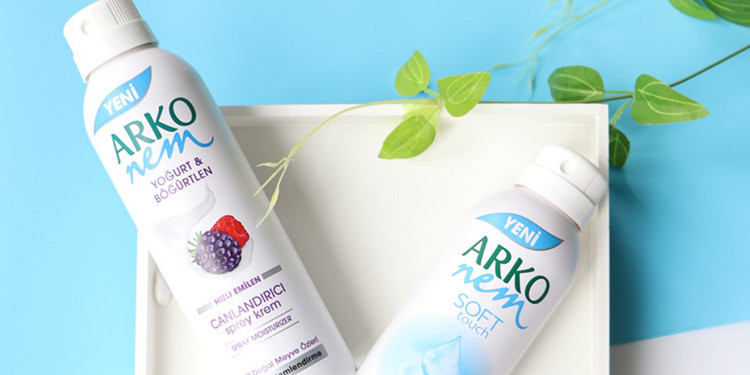 YENİ
ARKO
nem
YOĞURT &
BÖĞÜRTLEN
HIZLI EMİLEN
CANLANDIRICI
sprey krem
SPRAY MOISTURIZER
Doğal Meyve Özleri
YENİ
ARKO
nem
SOFT
touch